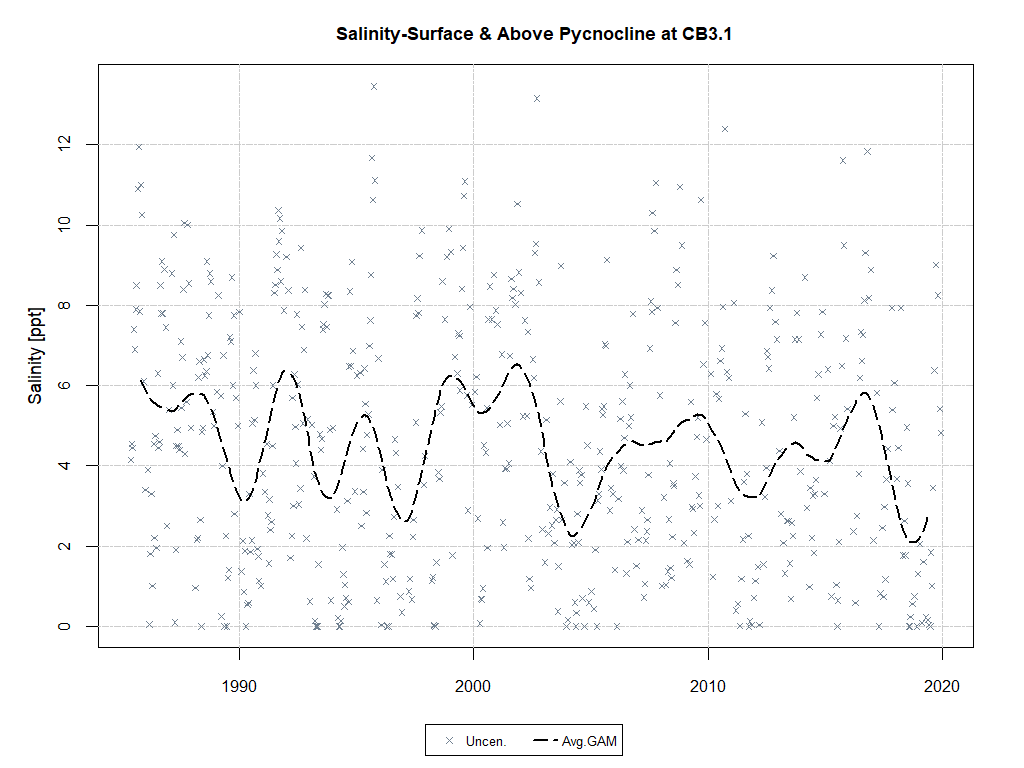 Salinity-Surface & Above Pycnocline at CB3.1
Salinity [ppt]
12
10
8
6
4
2
0
1990 2000 2010 2020
Uncen. Avg.GAM